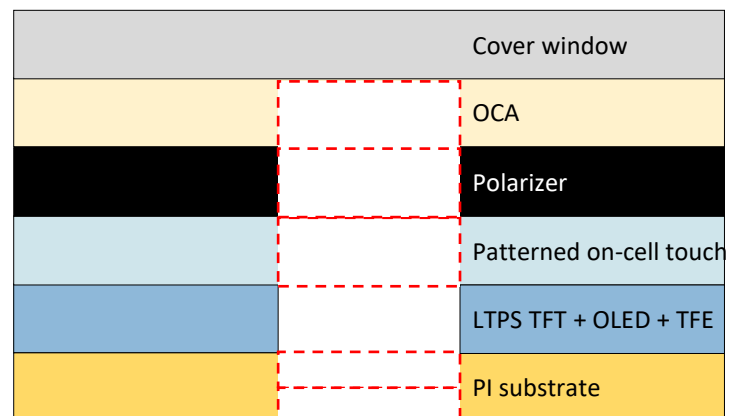 Cover window
OCA
Polarizer
Patterned on-cell touch
LTPS TFT + OLED + TFE
PI substrate